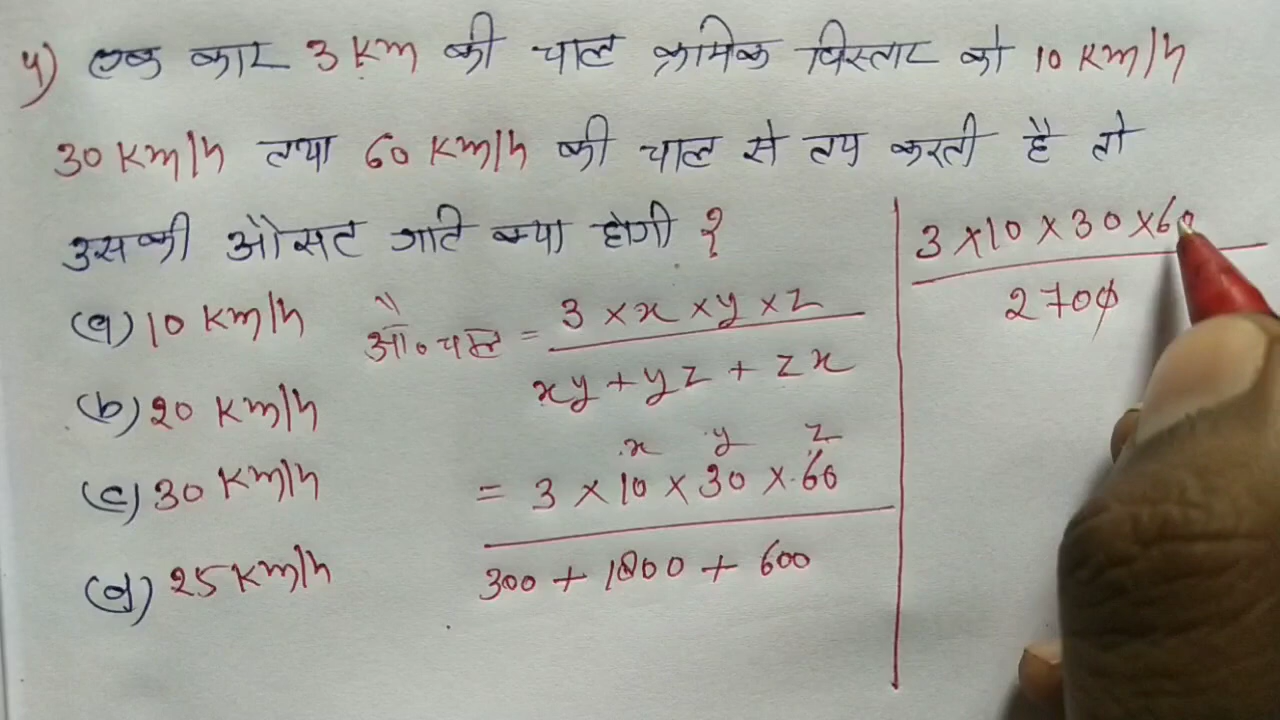 4) एक कार 3 Km की चाल क्रमिक विस्तार को 10 Km/h
30 Km/h तथा 60 Km/h की चाल से तय करती है तो
उसकी औसत गति क्या होगी ?
(a) 10 Km/h
(b) 20 Km/h
(c) 30 Km/h
(d) 25 Km/h
औ० चाल = 3 × x × y × z
xy + yz + zx
x y z
= 3 × 10 × 30 × 60
300 + 1800 + 600
3 × 10 × 30 × 60
2700